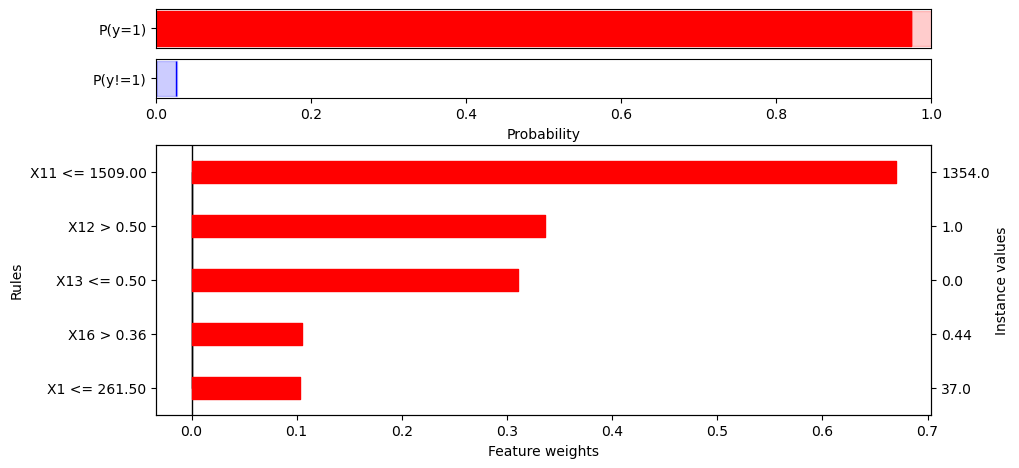 P(y=1)
P(y!=1)
0.0 0.2 0.4 0.6 0.8 1.0
Probability
X11 <= 1509.00 1354.0
X12 > 0.50 1.0
X13 <= 0.50 0.0
X16 > 0.36 0.44
X1 <= 261.50 37.0
Rules
Instance values
0.0 0.1 0.2 0.3 0.4 0.5 0.6 0.7
Feature weights